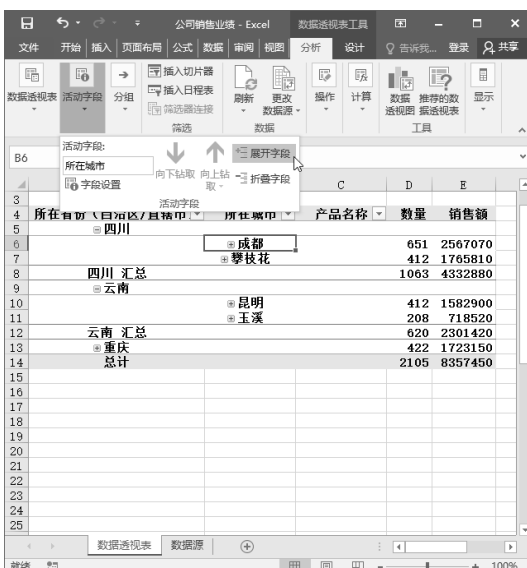 公司销售业绩 - Excel 数据透视表工具
文件 开始 插入 页面布局 公式 数据 审阅 视图 分析 设计 告诉我... 登录 共享
数据透视表 活动字段 分组
插入切片器
插入日程表
筛选器连接
筛选
刷新 更改
数据源
数据
操作 计算
数据 推荐的数
透视图 据透视表
工具
显示
B6
活动字段:
所在城市
字段设置
向下钻取 向上钻
取
展开字段
折叠字段
活动字段
C D E
3
4 所在省份(自治区/直辖市) 所在城市 产品名称 数量 销售额
5 四川
6 成都 651 2567070
7 攀枝花 412 1765810
8 四川 汇总 1063 4332880
9 云南
10 昆明 412 1582900
11 玉溪 208 718520
12 云南 汇总 620 2301420
13 重庆 422 1723150
14 总计 2105 8357450
15
16
17
18
19
20
21
22
23
24
25
数据透视表 数据源
就绪 100%